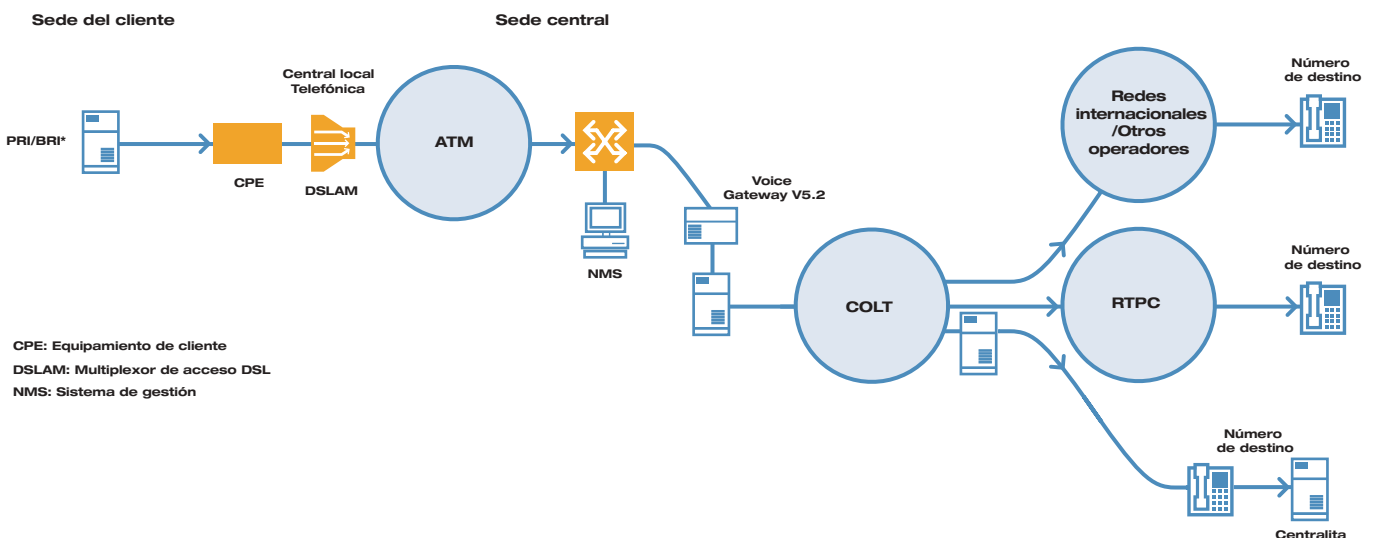 Sede del cliente
Sede central
Central local
Telefónica
PRI/BRI*
CPE
DSLAM
ATM
NMS
Voice
Gateway V5.2
COLT
Redes
internacionales
/Otros
operadores
Número
de destino
RTPC
Número
de destino
Número
de destino
Centralita
CPE: Equipamiento de cliente
DSLAM: Multiplexor de acceso DSL
NMS: Sistema de gestión